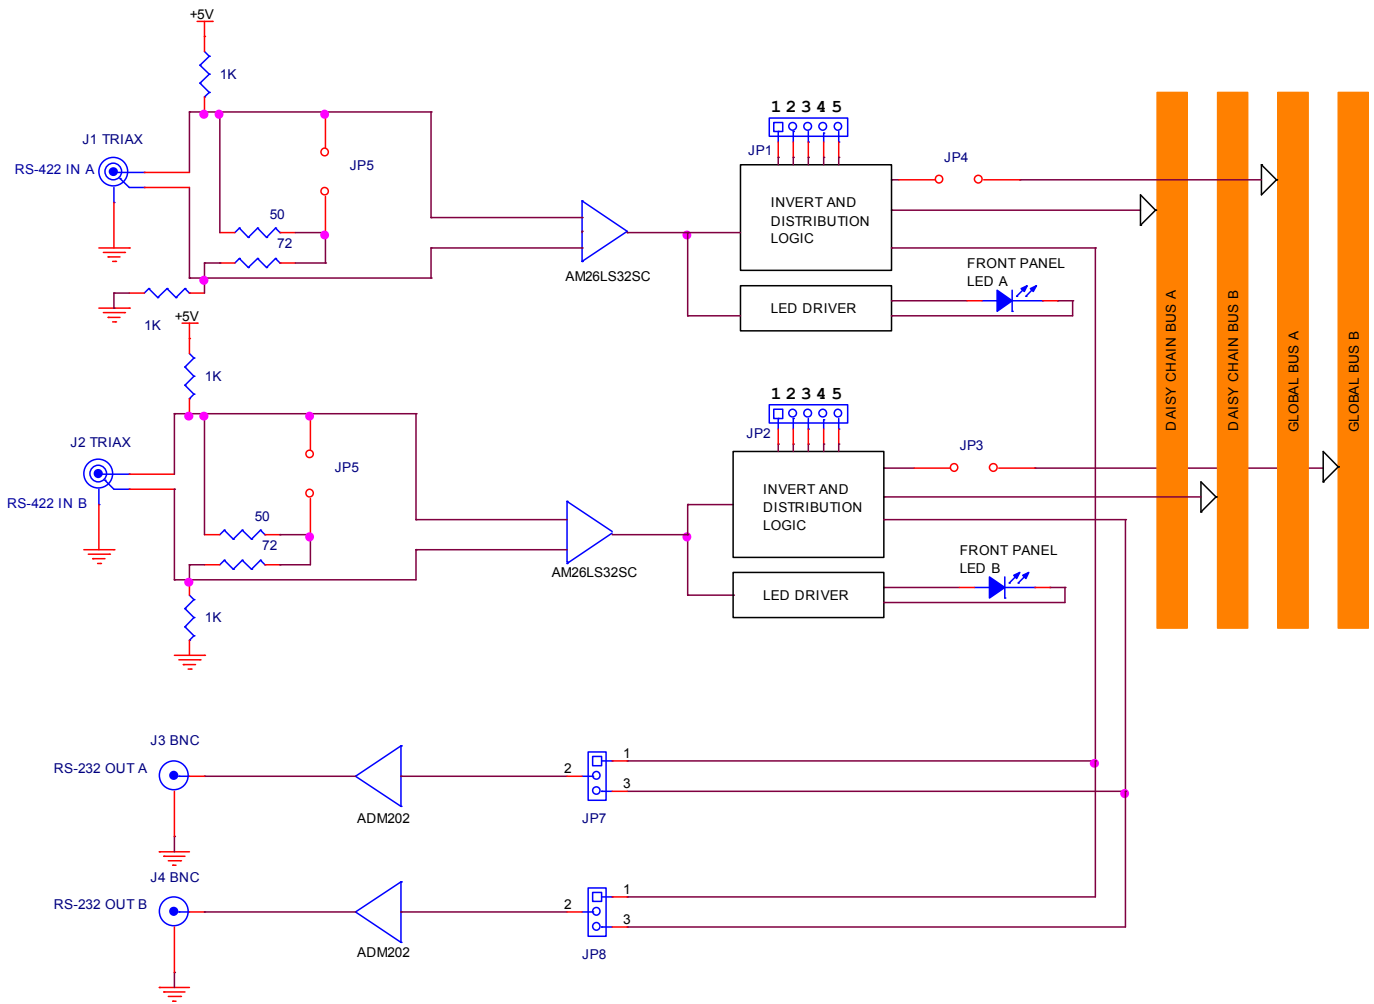 +5V
1K
J1 TRIAX
RS-422 IN A
JP5
50
72
1K
AM26LS32SC
1 2 3 4 5
JP1
INVERT AND
DISTRIBUTION
LOGIC
JP4
LED DRIVER
FRONT PANEL
LED A
+5V
1K
J2 TRIAX
RS-422 IN B
JP5
50
72
1K
AM26LS32SC
1 2 3 4 5
JP2
INVERT AND
DISTRIBUTION
LOGIC
JP3
LED DRIVER
FRONT PANEL
LED B
DAISY CHAIN BUS A
DAISY CHAIN BUS B
GLOBAL BUS A
GLOBAL BUS B
J3 BNC
RS-232 OUT A
ADM202
2
1
3
JP7
J4 BNC
RS-232 OUT B
ADM202
2
1
3
JP8